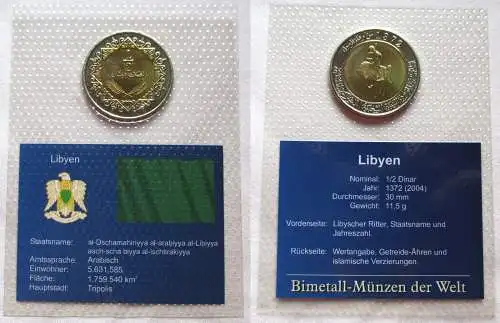 Libyen
Staatsname: al-Dschamahiriyya al-arabiyya al-Libiyya
asch-scha biyya al-ischtirakiyya
Amtssprache: Arabisch
Einwohner: 5.631,585
Fläche: 1.759.540 km²
Hauptstadt: Tripolis
1372
Libyen
Nominal: 1/2 Dinar
Jahr: 1372 (2004)
Durchmesser: 30 mm
Gewicht: 11,5 g
Vorderseite: Libyscher Ritter, Staatsname und
Jahreszahl.
Rückseite: Wertangabe, Getreide-Ähren und
islamische Verzierungen.
Bimetall-Münzen der Welt